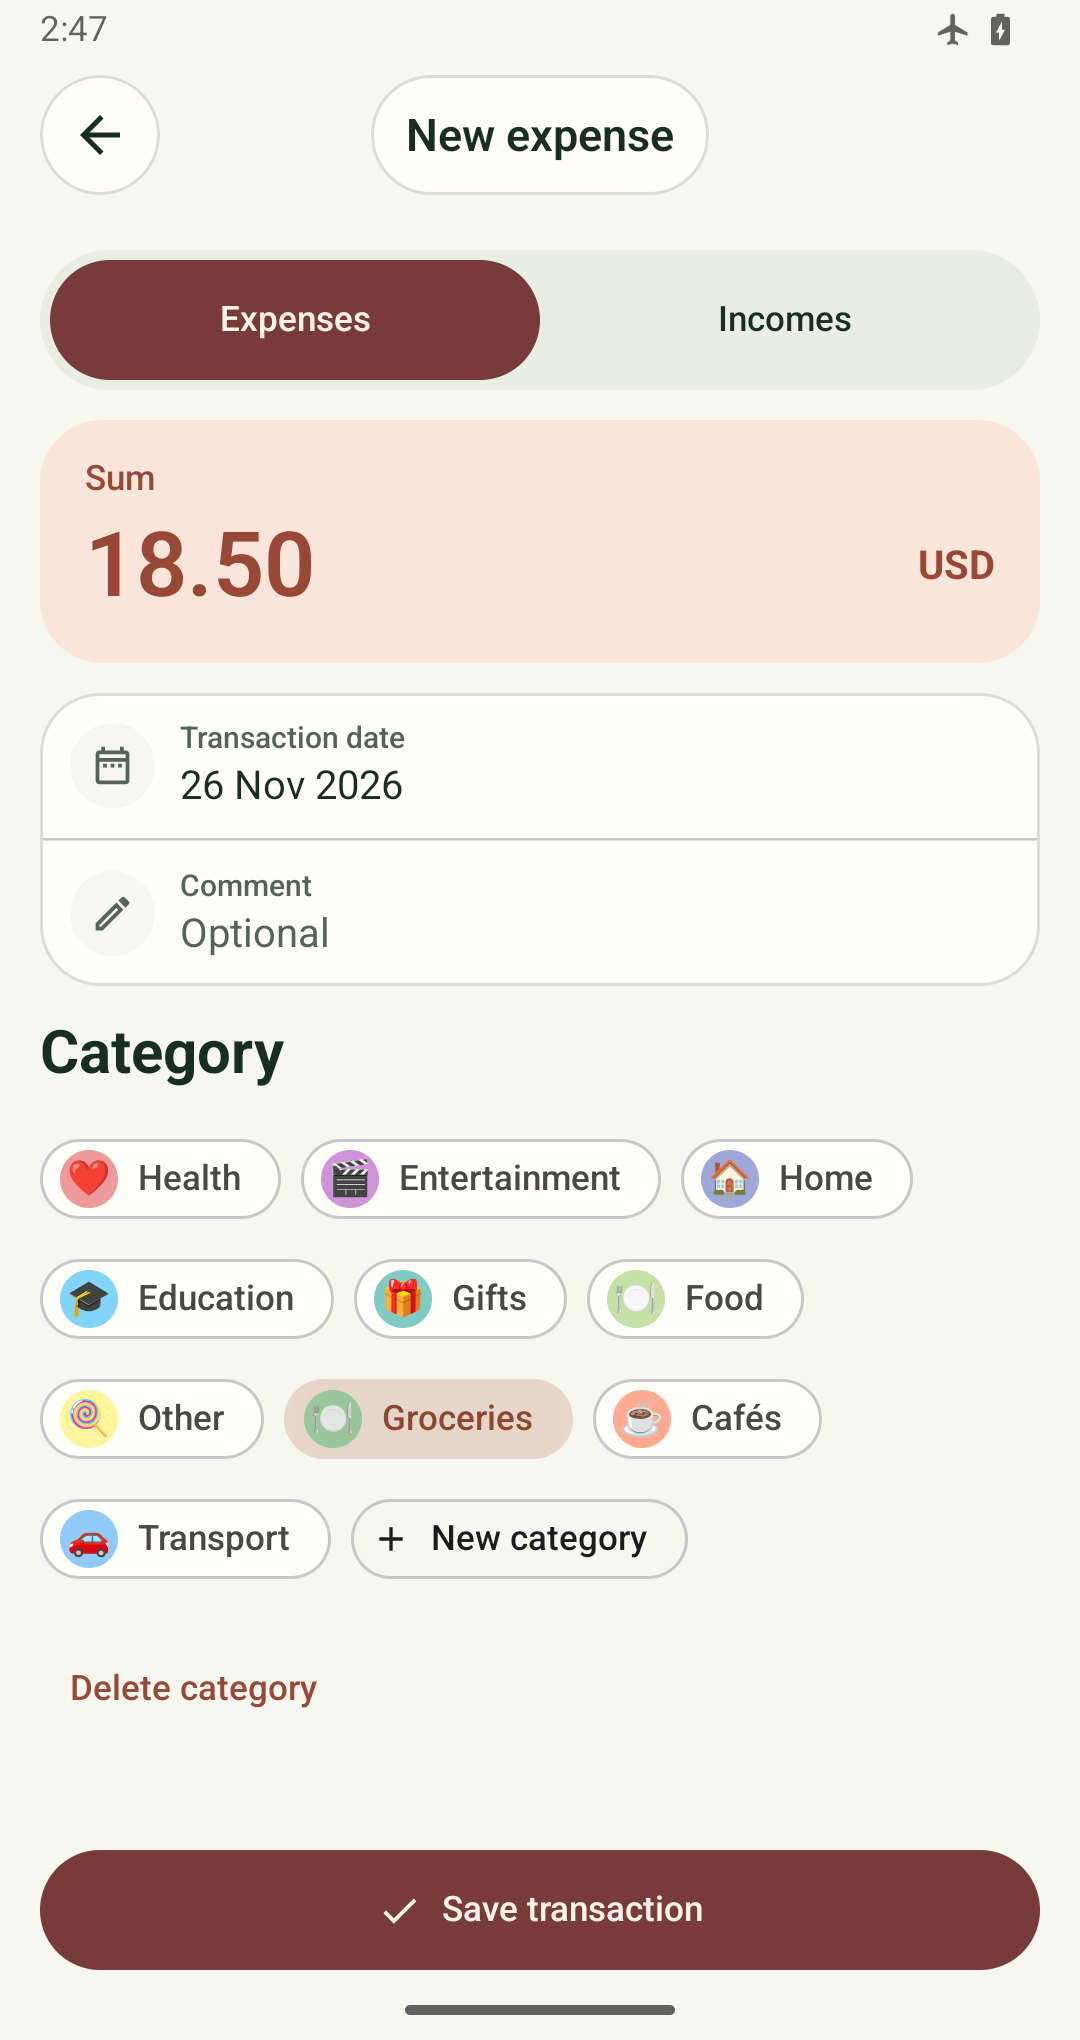 2:47
New expense
Expenses
Incomes
Sum
18.50
USD
Transaction date
26 Nov 2026
Comment
Optional
Category
Health
Entertainment
Home
Education
Gifts
Food
Other
Groceries
Cafés
Transport
+ New category
Delete category
Save transaction